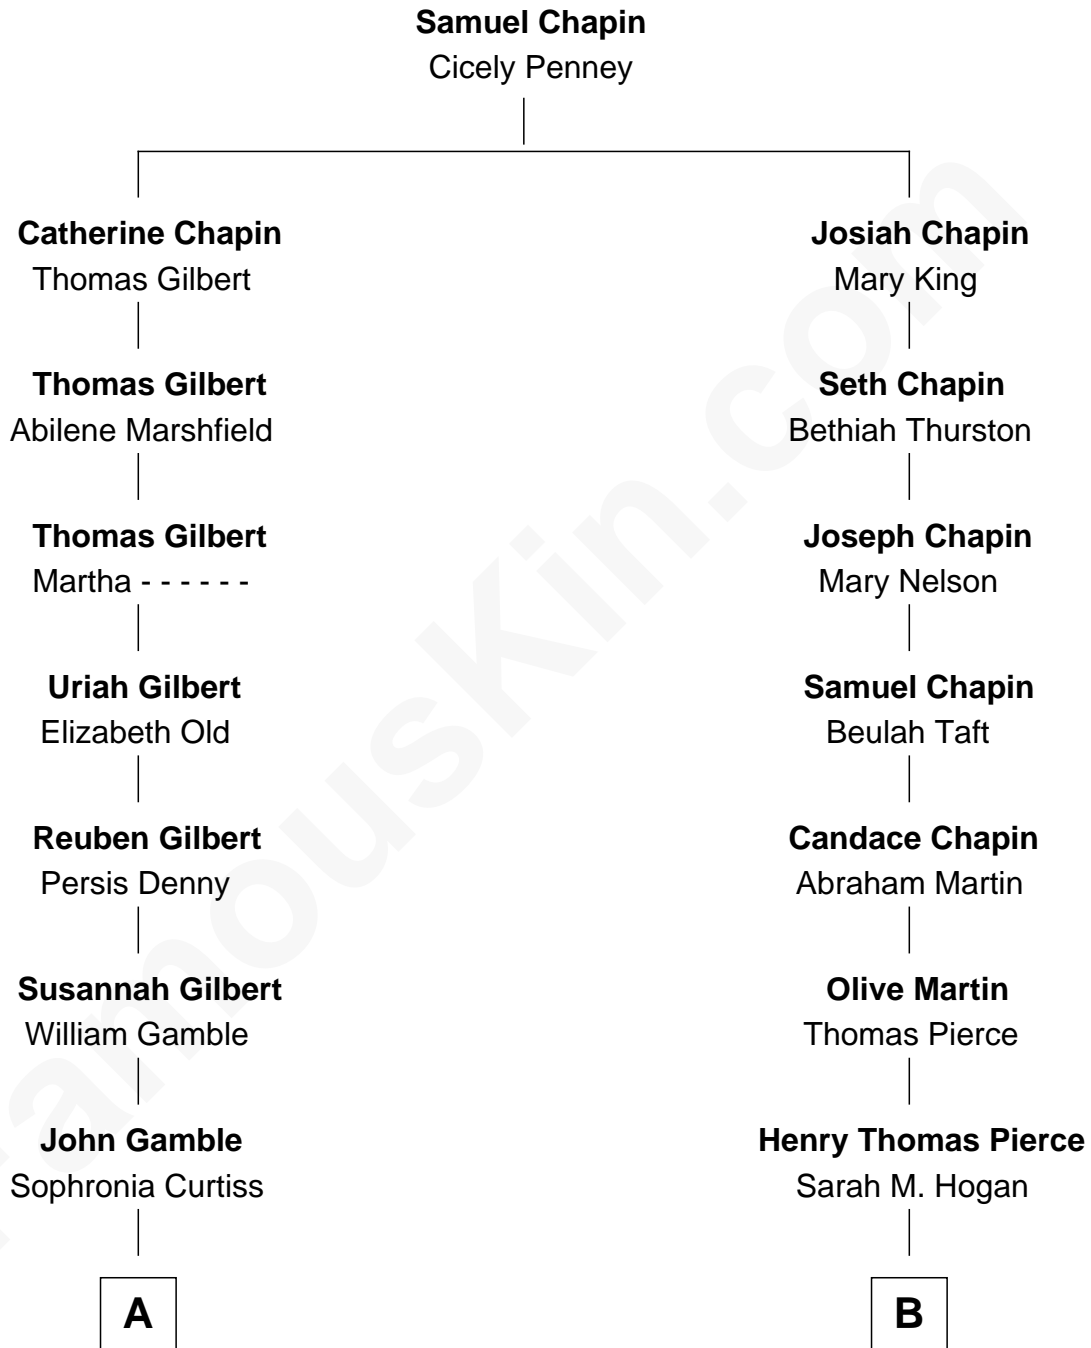 Samuel Chapin
Cicely Penney
Catherine Chapin
Thomas Gilbert
Josiah Chapin
Mary King
Thomas Gilbert
Abilene Marshfield
Seth Chapin
Bethiah Thurston
Thomas Gilbert
Martha - - - - - -
Joseph Chapin
Mary Nelson
Uriah Gilbert
Elizabeth Old
Samuel Chapin
Beulah Taft
Reuben Gilbert
Persis Denny
Candace Chapin
Abraham Martin
Susannah Gilbert
William Gamble
Olive Martin
Thomas Pierce
John Gamble
Sophronia Curtiss
Henry Thomas Pierce
Sarah M. Hogan
A
B
FamousKin.com